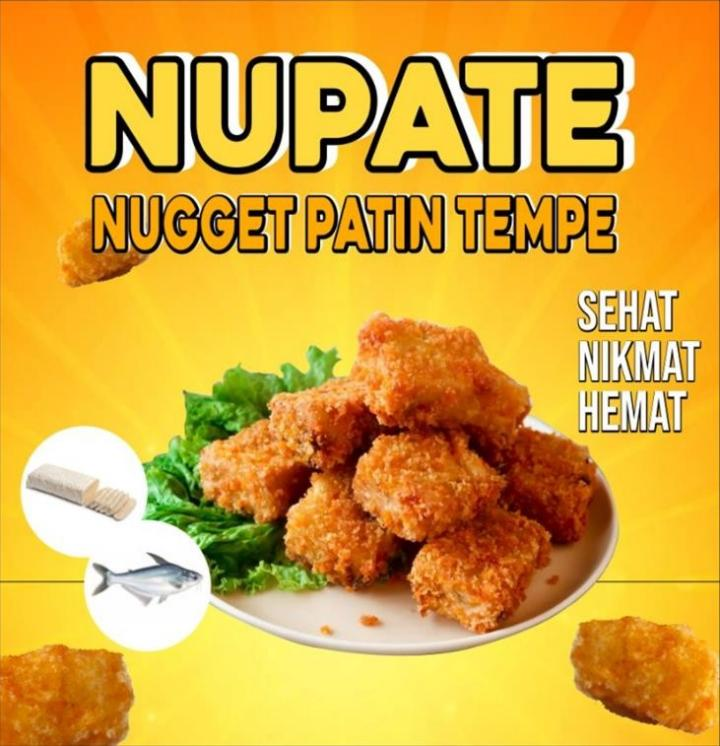 NUPATE
NUGGET PATIN TEMPE
SEHAT
NIKMAT
HEMAT